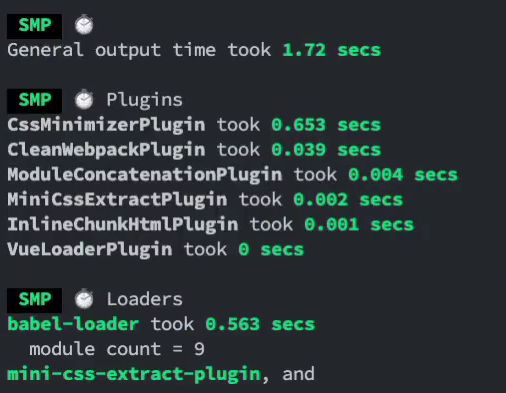 SMP ⏱
General output time took 1.72 secs
SMP ⏱ Plugins
CssMinimizerPlugin took 0.653 secs
CleanWebpackPlugin took 0.039 secs
ModuleConcatenationPlugin took 0.004 secs
MiniCssExtractPlugin took 0.002 secs
InlineChunkHtmlPlugin took 0.001 secs
VueLoaderPlugin took 0 secs
SMP ⏱ Loaders
babel-loader took 0.563 secs
module count = 9
mini-css-extract-plugin, and